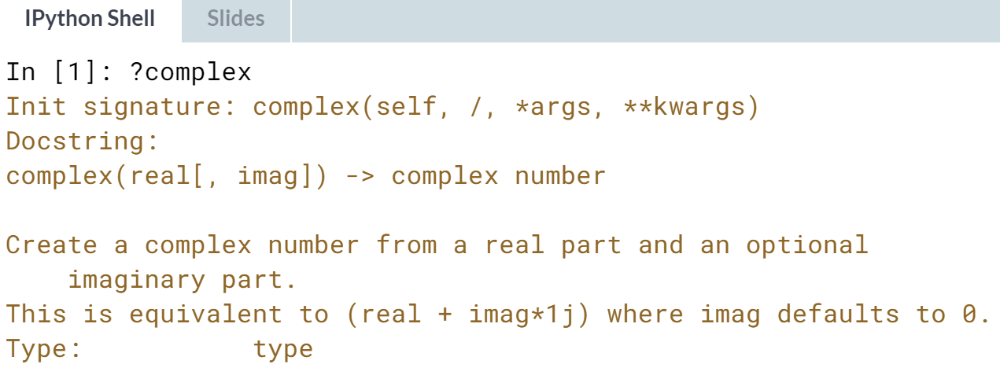 IPython Shell Slides
In [1]: ?complex
Init signature: complex(self, /, *args, **kwargs)
Docstring:
complex(real[, imag]) -> complex number
Create a complex number from a real part and an optional
imaginary part.
This is equivalent to (real + imag*1j) where imag defaults to 0.
Type: type